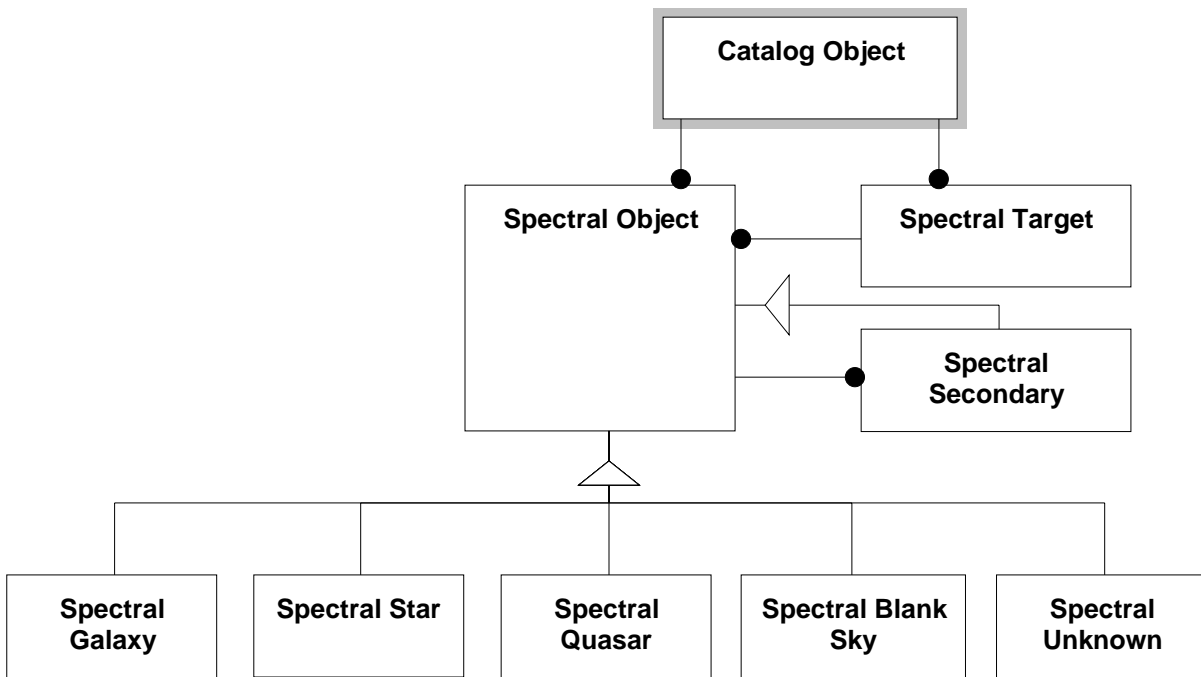 Catalog Object
Spectral Object
Spectral Target
Spectral
Secondary
Spectral
Galaxy
Spectral Star
Spectral
Quasar
Spectral Blank
Sky
Spectral
Unknown